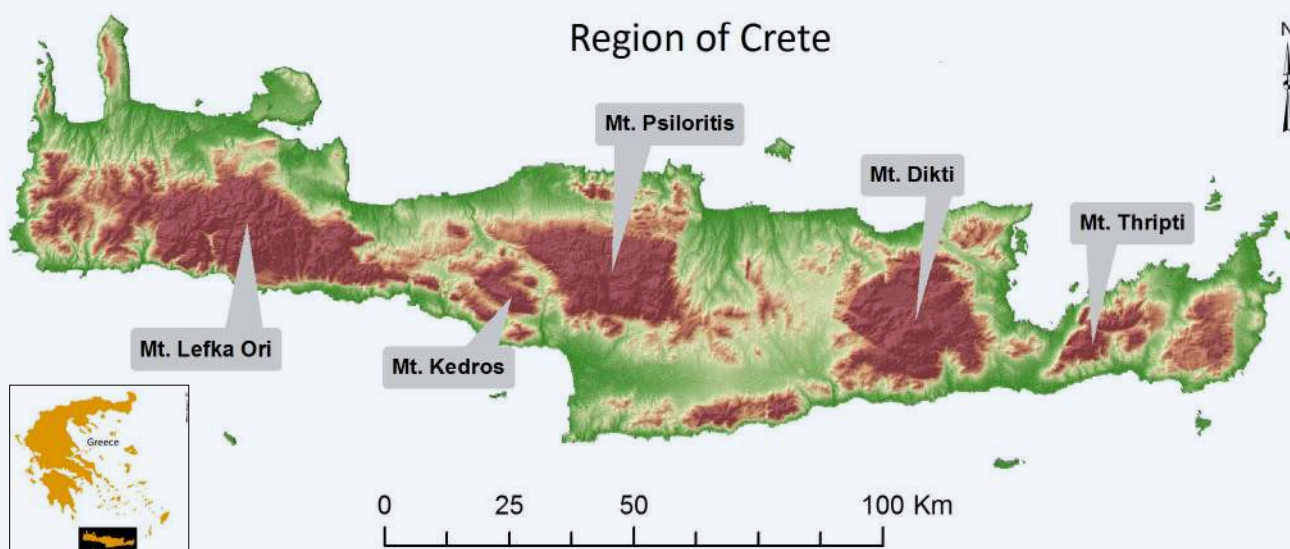 Region of Crete
N
Mt. Psiloritis
Mt. Dikti
Mt. Thripti
Mt. Lefka Ori
Mt. Kedros
Greece
0 25 50 100 Km